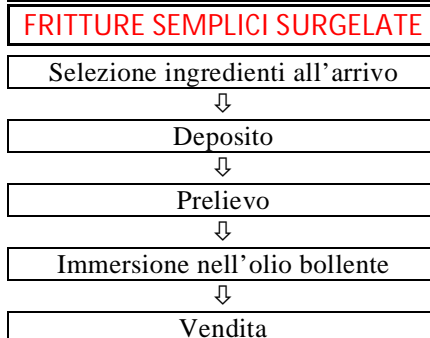 FRITTURE SEMPLICI SURGELATE
Selezione ingredienti all'arrivo
⇩
Deposito
⇩
Prelievo
⇩
Immersione nell'olio bollente
⇩
Vendita